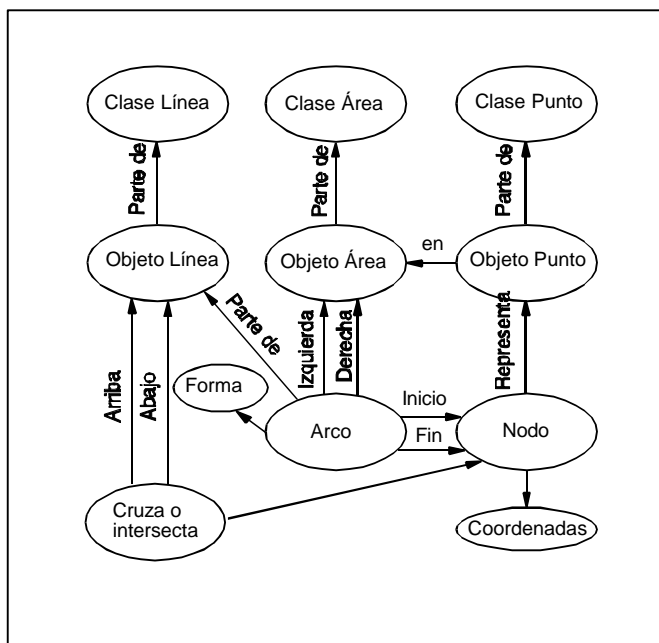 Clase Línea
Clase Área
Clase Punto
Parte de
Parte de
Parte de
Objeto Línea
Objeto Área
en
Objeto Punto
Arriba
Abajo
Parte de
Izquierda
Derecha
Representa
Forma
Arco
Inicio
Fin
Nodo
Cruza o
intersecta
Coordenadas